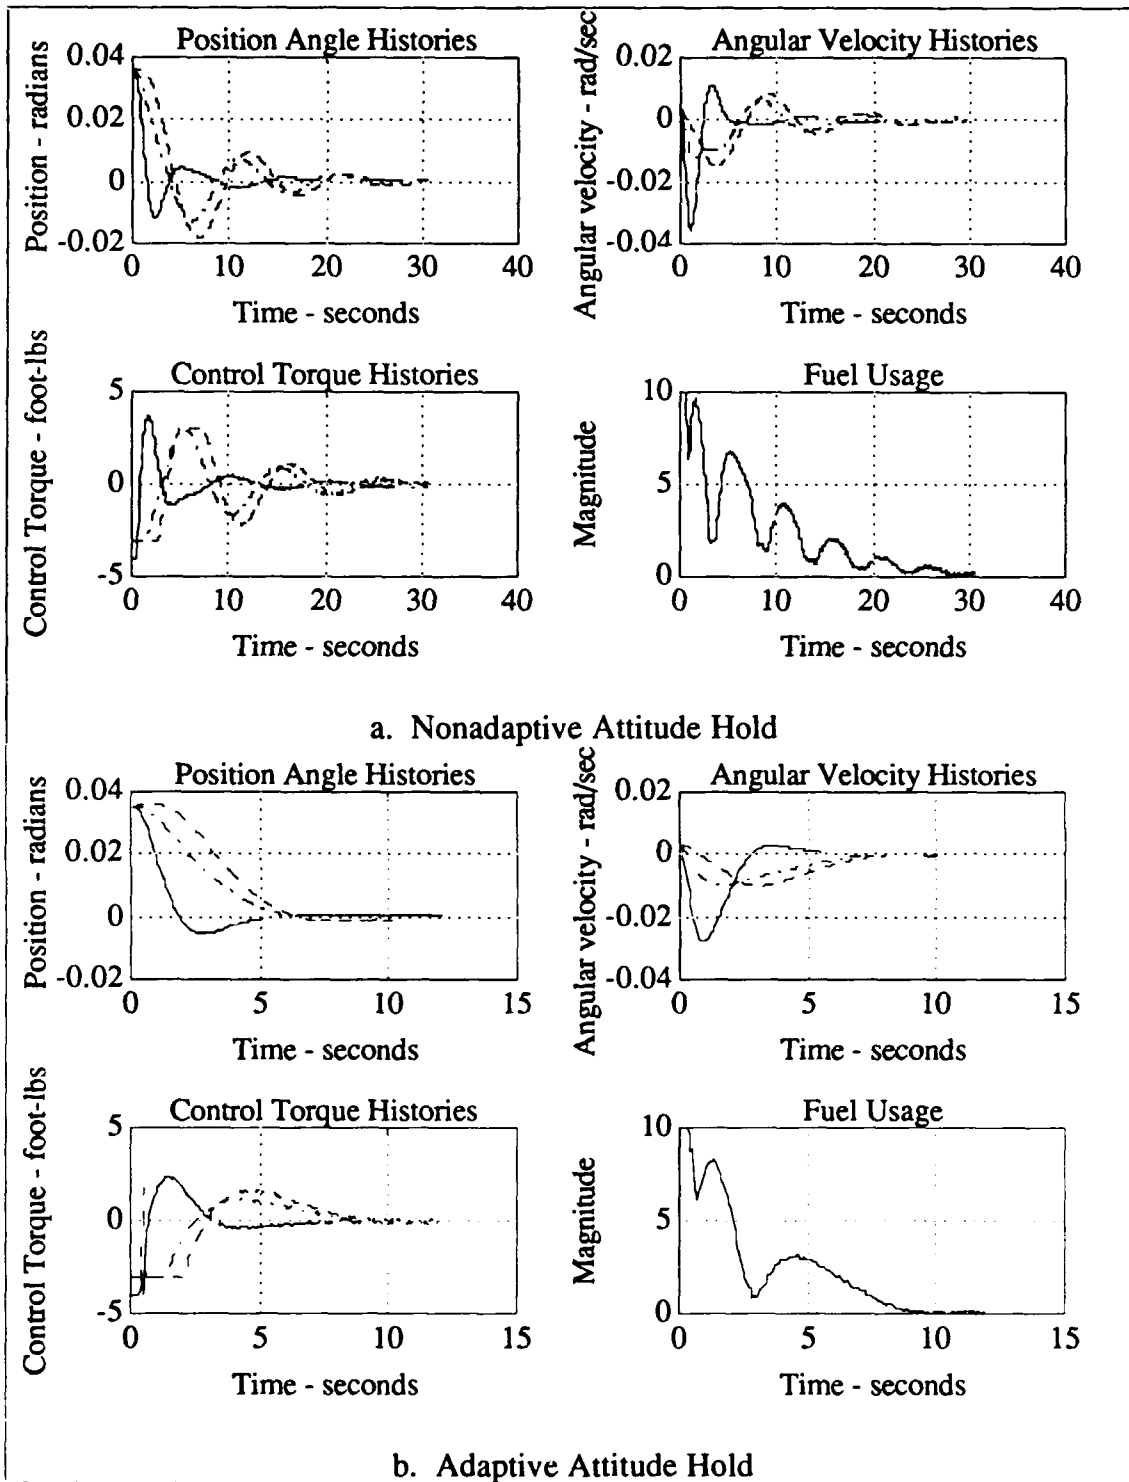 Position Angle Histories
Position - radians
0.04
0.02
0
-0.02
0
10
20
30
40
Time - seconds
Angular Velocity Histories
Angular velocity - rad/sec
0.02
0
-0.02
-0.04
0
10
20
30
40
Time - seconds
Control Torque Histories
Control Torque - foot-lbs
5
0
-5
0
10
20
30
40
Time - seconds
Fuel Usage
Magnitude
10
5
0
0
10
20
30
40
Time - seconds
a. Nonadaptive Attitude Hold
Position Angle Histories
Position - radians
0.04
0.02
0
-0.02
0
5
10
15
Time - seconds
Angular Velocity Histories
Angular velocity - rad/sec
0.02
0
-0.02
-0.04
0
5
10
15
Time - seconds
Control Torque Histories
Control Torque - foot-lbs
5
0
-5
0
5
10
15
Time - seconds
Fuel Usage
Magnitude
10
5
0
0
5
10
15
Time - seconds
b. Adaptive Attitude Hold